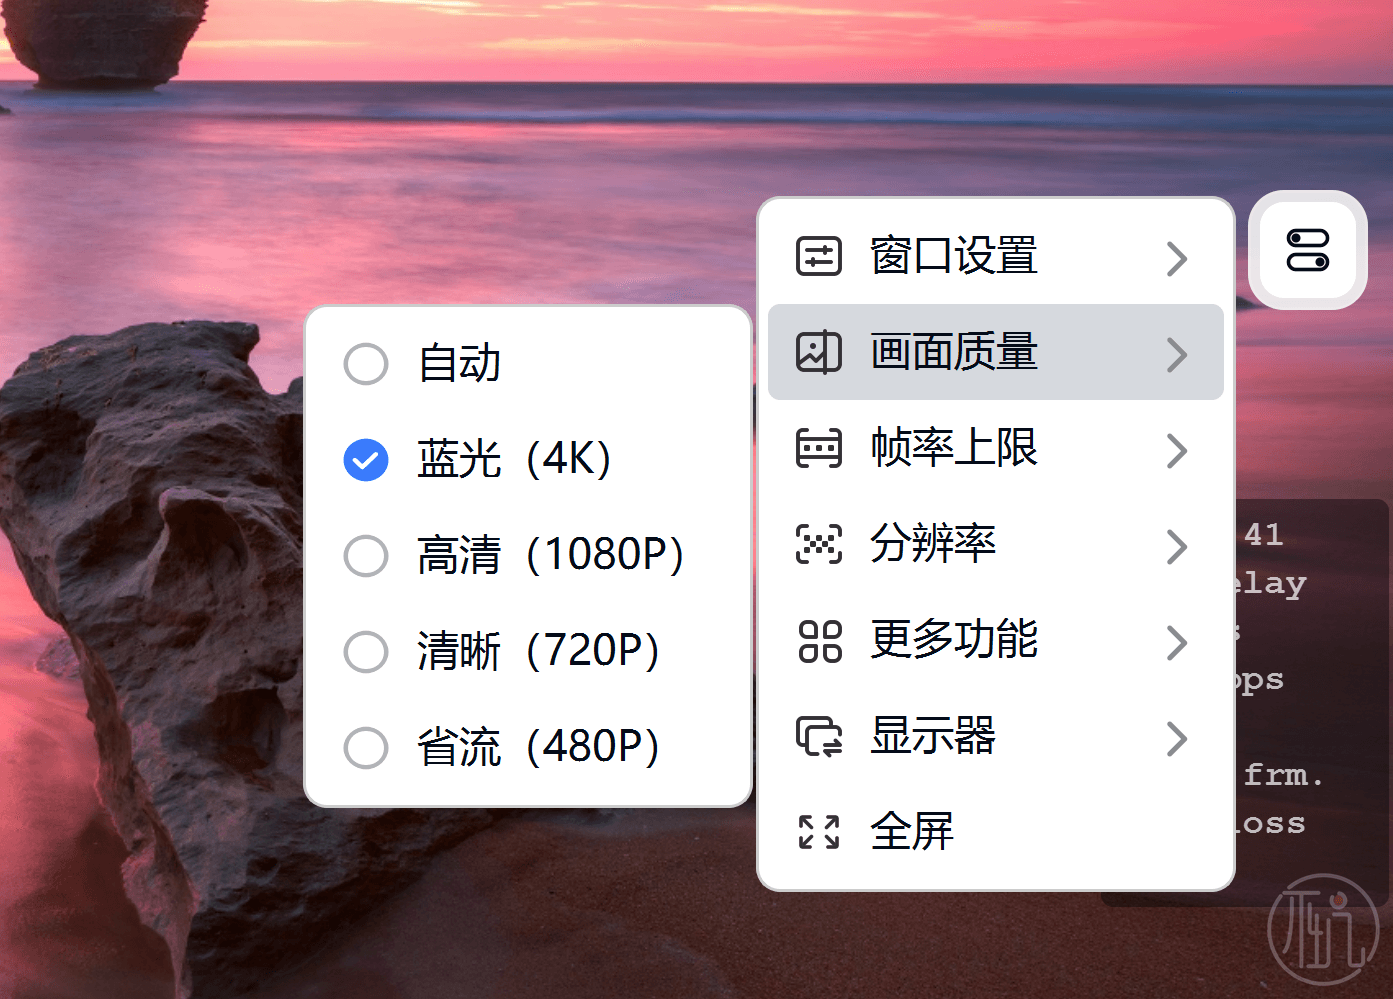 窗口设置
画面质量
帧率上限
分辨率
更多功能
显示器
全屏
自动
蓝光（4K）
高清（1080P）
清晰（720P）
省流（480P）
41
elay
s
ops
frm.
loss